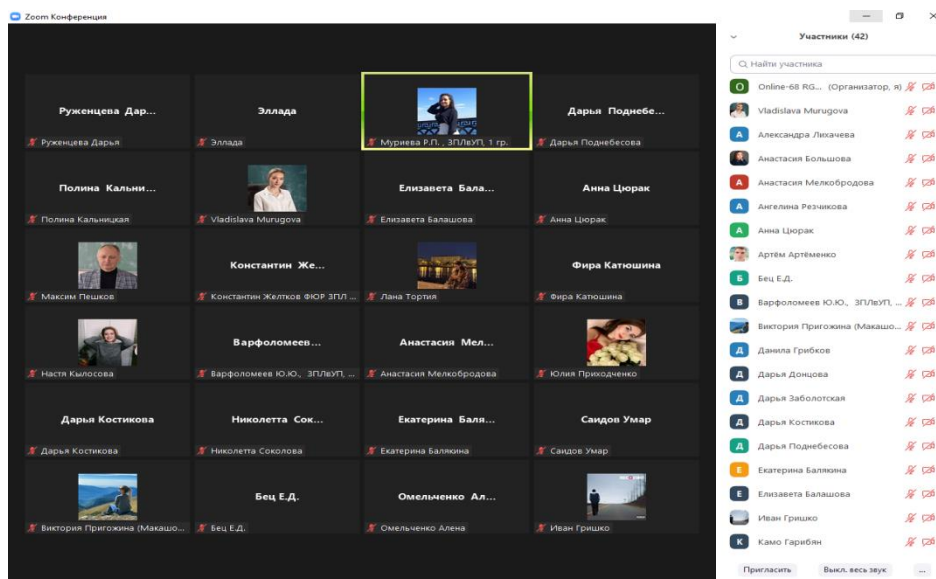 Zoom Конференция
Руженцева Дар...
Руженцева Дарья
Эллада
Эллада
Муриева Р.П. , ЗПЛвУП, 1 гр.
Дарья Поднебе...
Дарья Поднебесова
Полина Кальни...
Полина Кальницкая
Vladislava Murugova
Елизавета Бала...
Елизавета Балашова
Анна Цюрак
Анна Цюрак
Максим Пешков
Константин Же...
Константин Желтков ФЮР ЗПЛ ...
Лана Тортия
Фира Катюшина
Фира Катюшина
Настя Кылосова
Варфоломеев...
Варфоломеев Ю.Ю., ЗПЛвУП, ...
Анастасия Мел...
Анастасия Мелкобродова
Юлия Приходченко
Дарья Костикова
Дарья Костикова
Николетта Сок...
Николетта Соколова
Екатерина Баля...
Екатерина Балякина
Саидов Умар
Саидов Умар
Виктория Пригожина (Макашо...
Бец Е.Д.
Бец Е.Д.
Омельченко Ал...
Омельченко Алена
Иван Гришко
Участники (42)
Найти участника
О Online-68 RG... (Организатор, я)
Vladislava Murugova
А Александра Лихачева
Анастасия Большова
А Анастасия Мелкобродова
А Ангелина Резчикова
А Анна Цюрак
Артём Артёменко
Б Бец Е.Д.
В Варфоломеев Ю.Ю., ЗПЛвУП, ...
Виктория Пригожина (Макашо...
Д Данила Грибков
Д Дарья Донцова
Д Дарья Заболотская
Д Дарья Костикова
Д Дарья Поднебесова
Е Екатерина Балякина
Е Елизавета Балашова
Иван Гришко
К Камо Гарибян
Пригласить Выкл. весь звук ...